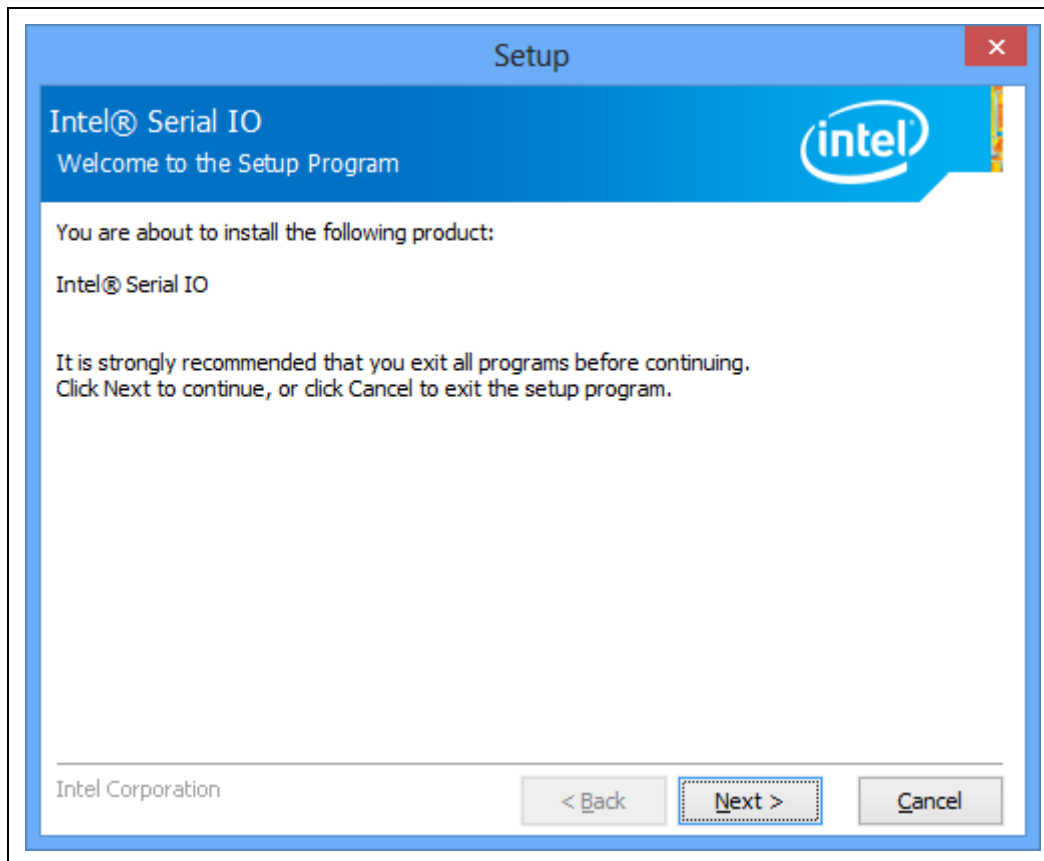 Setup
Intel® Serial IO
Welcome to the Setup Program
intel
You are about to install the following product:
Intel® Serial IO
It is strongly recommended that you exit all programs before continuing.
Click Next to continue, or click Cancel to exit the setup program.
Intel Corporation
< Back
Next >
Cancel